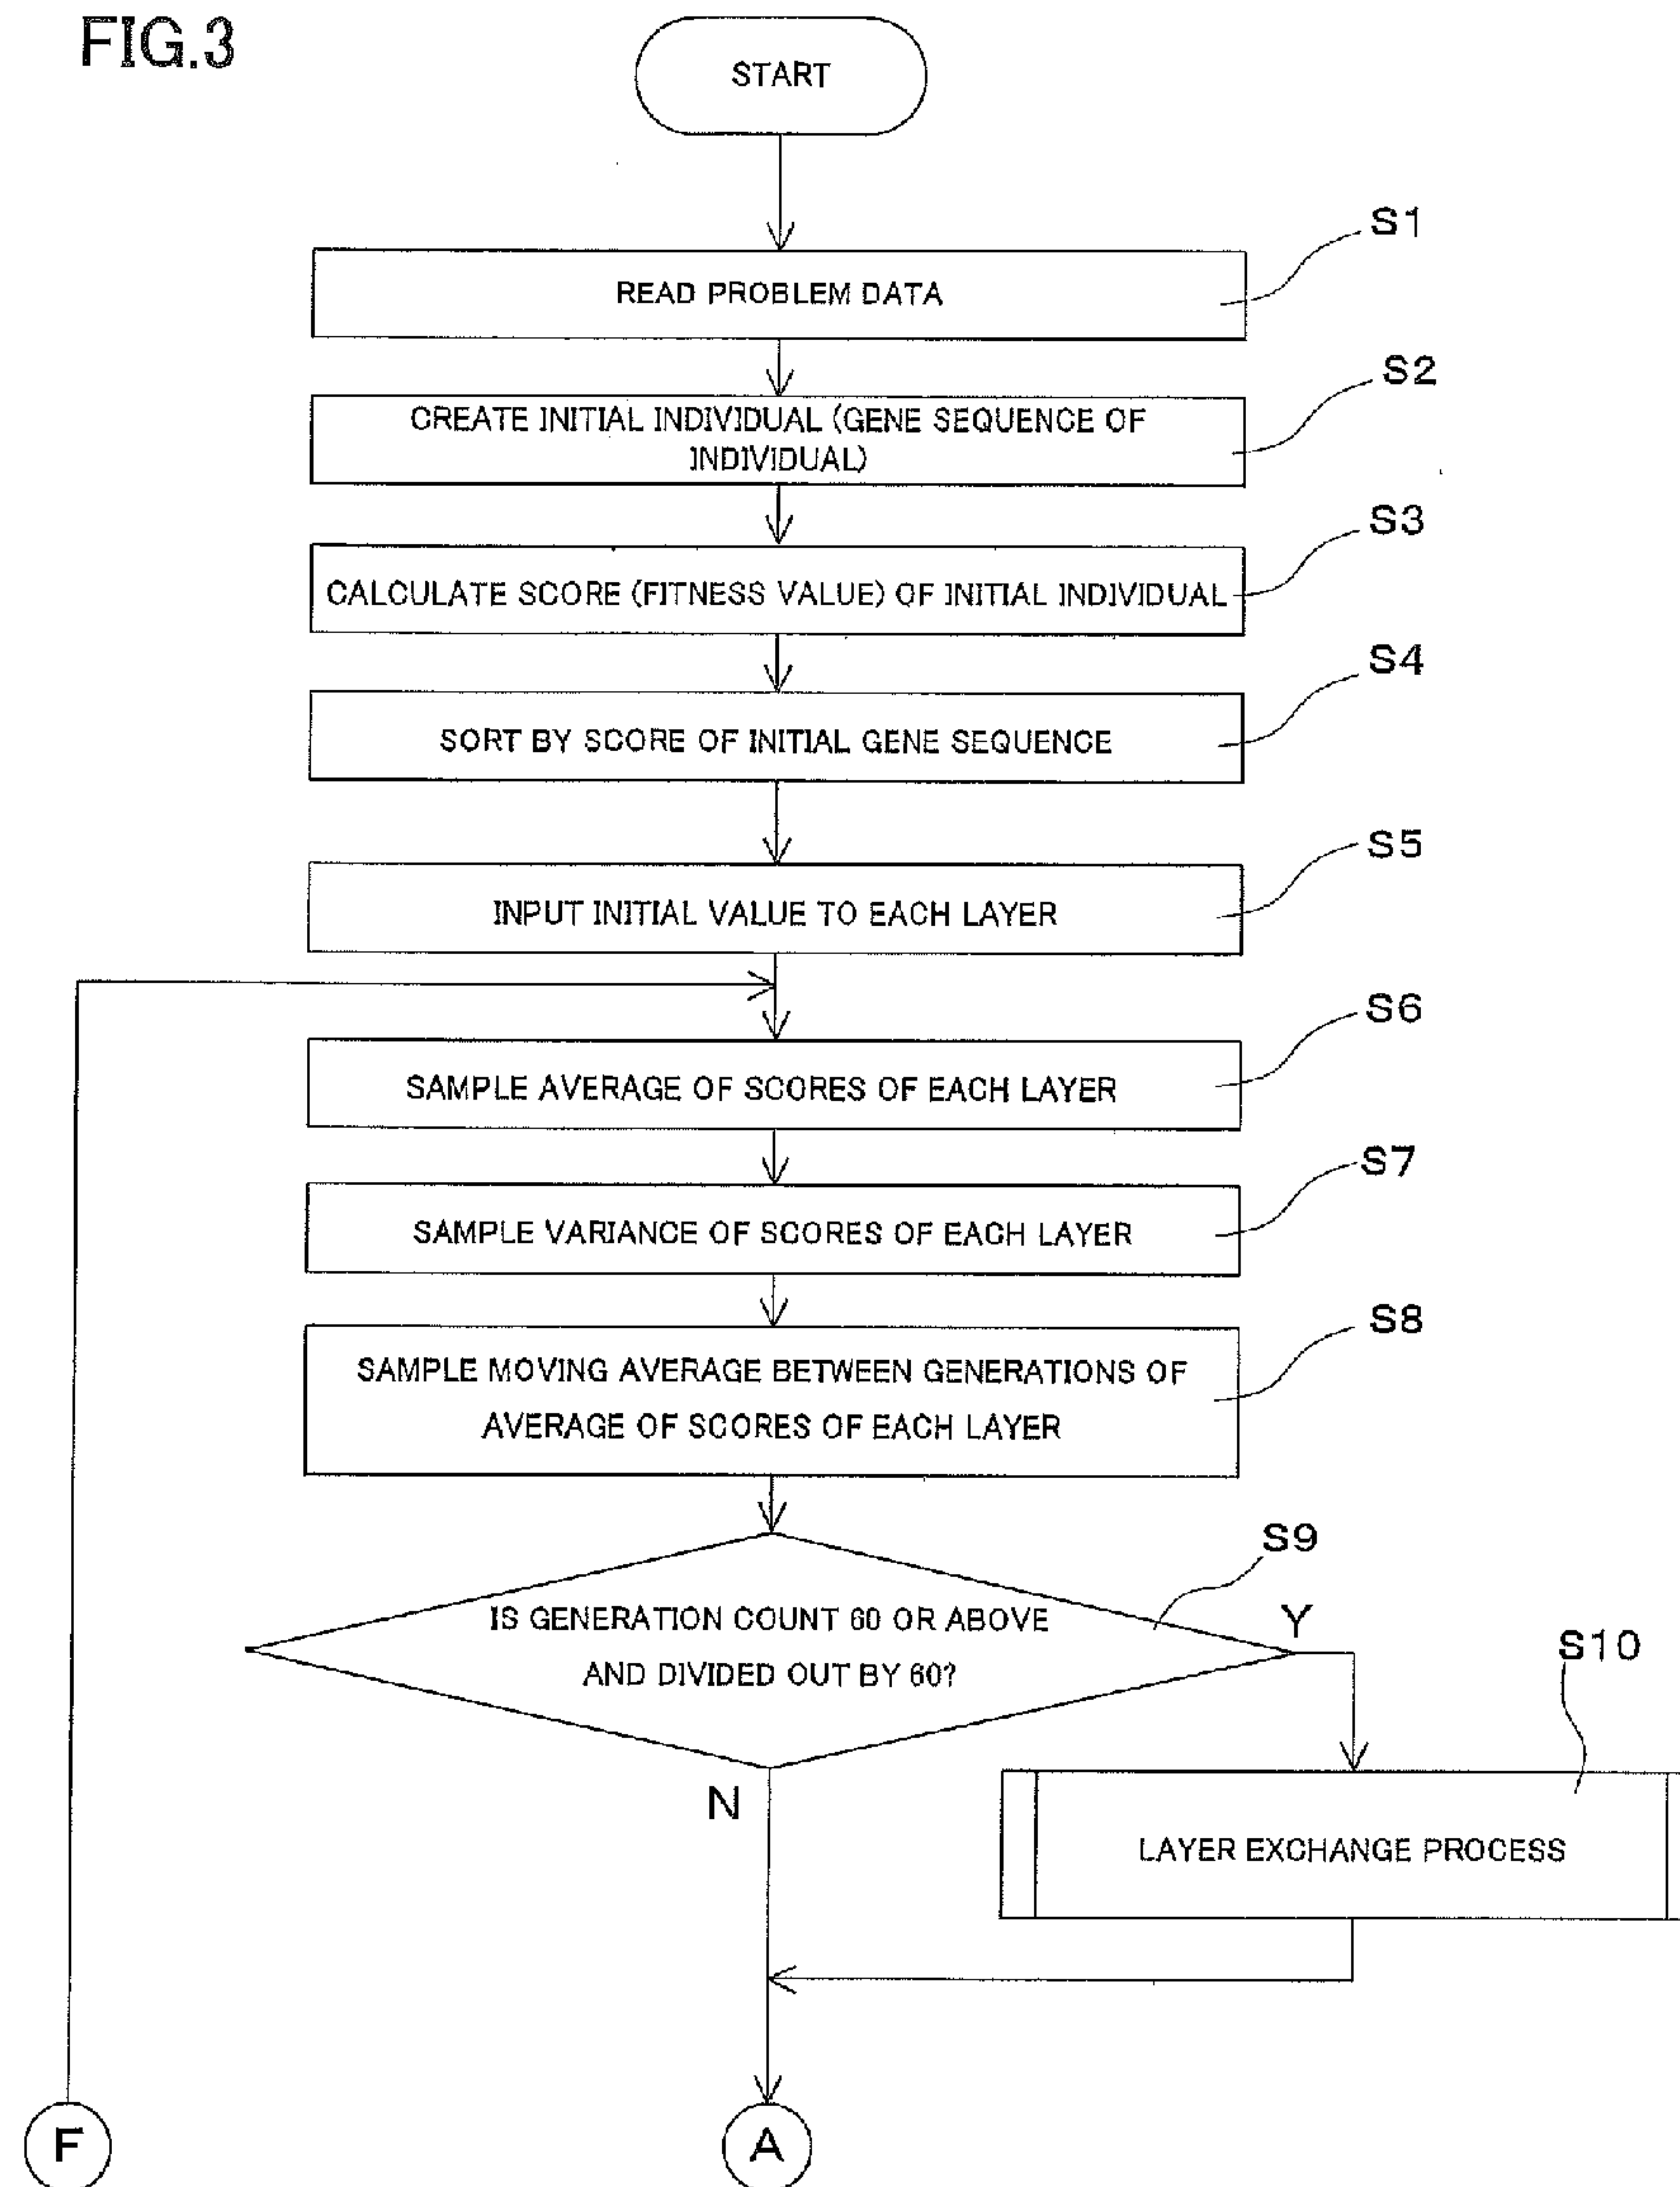 FIG.3
START
S1
READ PROBLEM DATA
S2
CREATE INITIAL INDIVIDUAL (GENE SEQUENCE OF
INDIVIDUAL)
S3
CALCULATE SCORE (FITNESS VALUE) OF INITIAL INDIVIDUAL
S4
SORT BY SCORE OF INITIAL GENE SEQUENCE
S5
INPUT INITIAL VALUE TO EACH LAYER
S6
SAMPLE AVERAGE OF SCORES OF EACH LAYER
S7
SAMPLE VARIANCE OF SCORES OF EACH LAYER
S8
SAMPLE MOVING AVERAGE BETWEEN GENERATIONS OF
AVERAGE OF SCORES OF EACH LAYER
S9
IS GENERATION COUNT 60 OR ABOVE
AND DIVIDED OUT BY 60?
Y
S10
N
LAYER EXCHANGE PROCESS
F
A